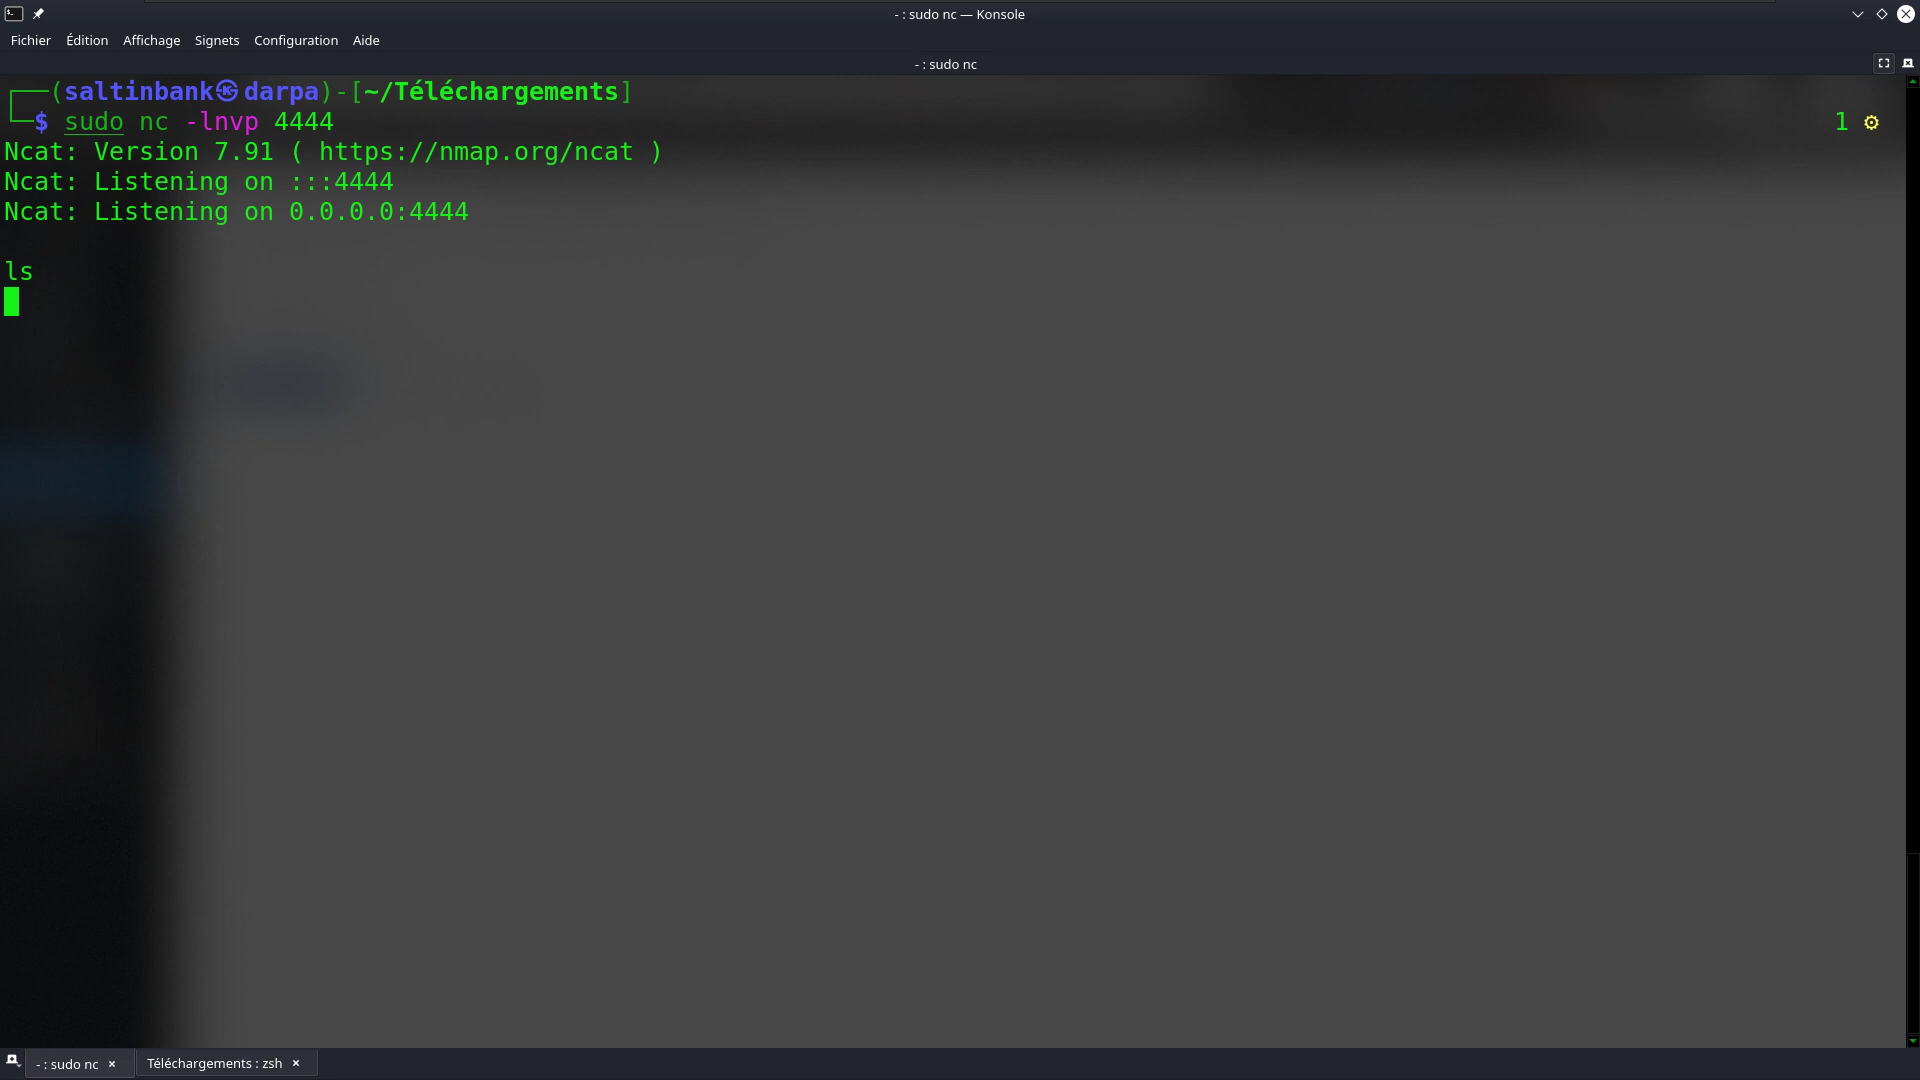 - : sudo nc — Konsole
Fichier Édition Affichage Signets Configuration Aide
- : sudo nc
┌──(saltinbank㉿darpa)-[~/Téléchargements]
└─$ sudo nc -lnvp 4444 1 ⚙
Ncat: Version 7.91 ( https://nmap.org/ncat )
Ncat: Listening on :::4444
Ncat: Listening on 0.0.0.0:4444
ls
- : sudo nc
Téléchargements : zsh